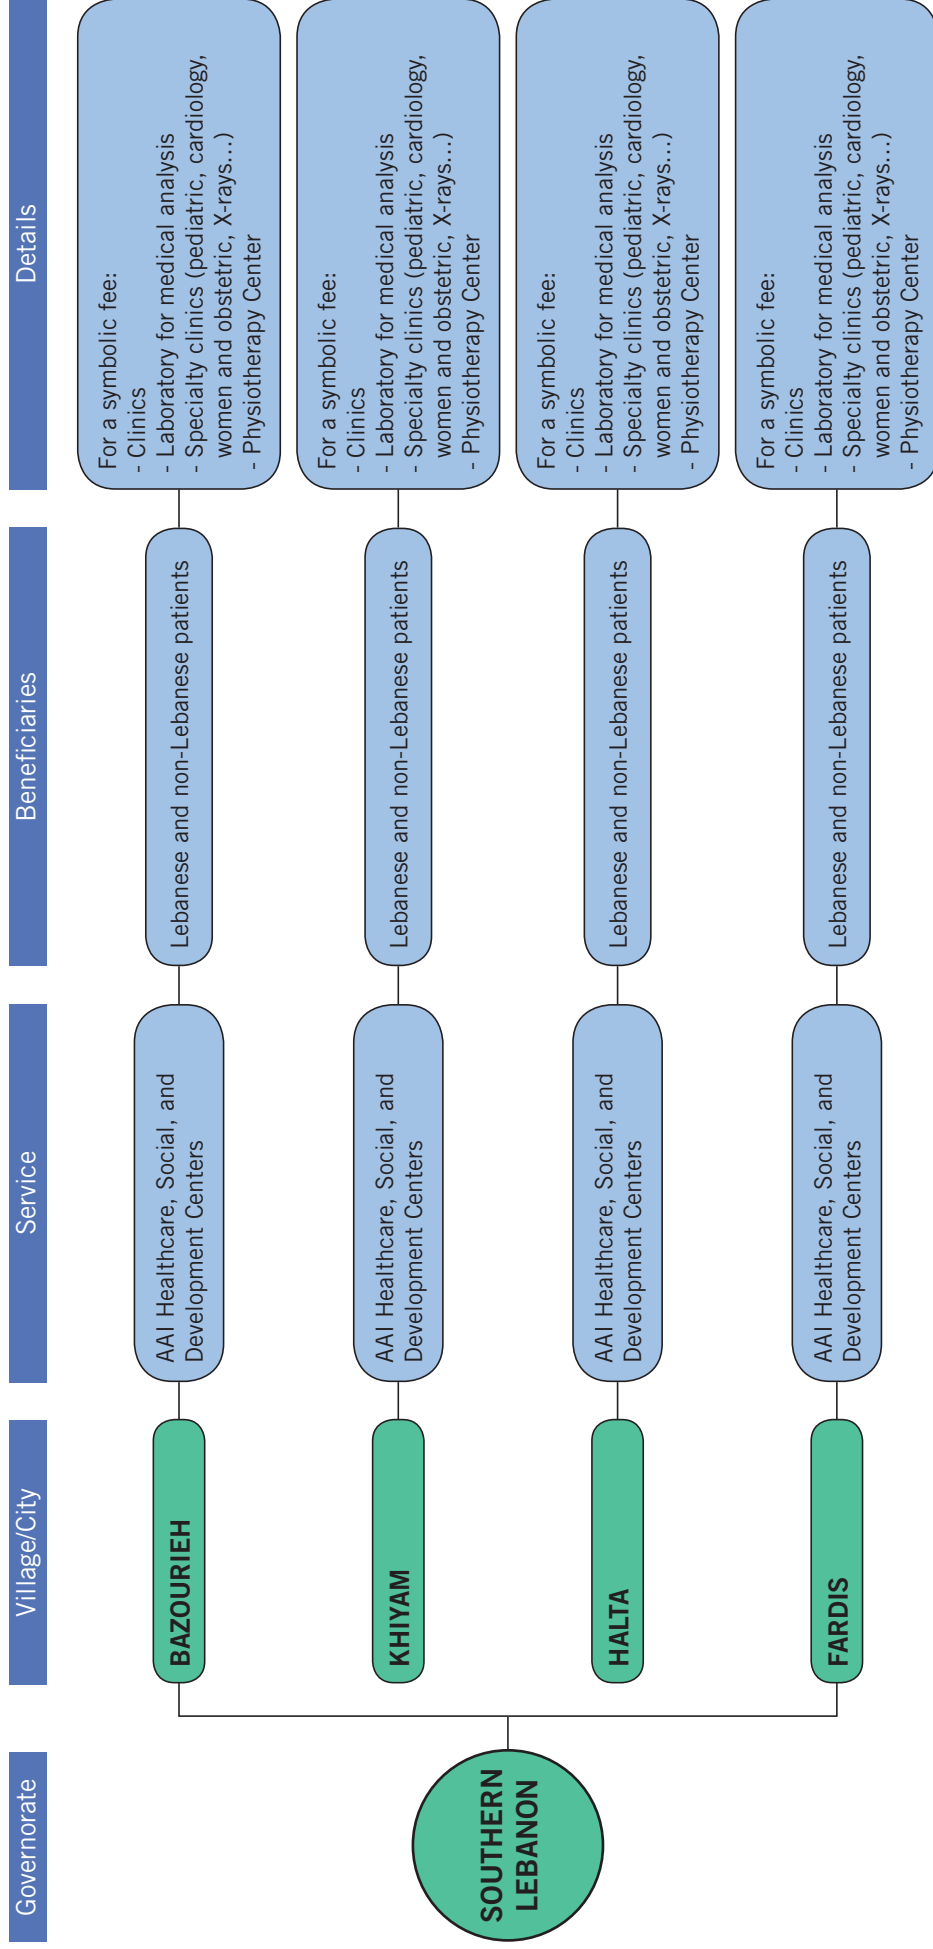 Governorate
Village/City
Service
Beneficiaries
Details
SOUTHERN
LEBANON
BAZOURIEH
AAI Healthcare, Social, and
Development Centers
Lebanese and non-Lebanese patients
For a symbolic fee:
- Clinics
- Laboratory for medical analysis
- Specialty clinics (pediatric, cardiology,
women and obstetric, X-rays...)
- Physiotherapy Center
KHIYAM
AAI Healthcare, Social, and
Development Centers
Lebanese and non-Lebanese patients
For a symbolic fee:
- Clinics
- Laboratory for medical analysis
- Specialty clinics (pediatric, cardiology,
women and obstetric, X-rays...)
- Physiotherapy Center
HALTA
AAI Healthcare, Social, and
Development Centers
Lebanese and non-Lebanese patients
For a symbolic fee:
- Clinics
- Laboratory for medical analysis
- Specialty clinics (pediatric, cardiology,
women and obstetric, X-rays...)
- Physiotherapy Center
FARDIS
AAI Healthcare, Social, and
Development Centers
Lebanese and non-Lebanese patients
For a symbolic fee:
- Clinics
- Laboratory for medical analysis
- Specialty clinics (pediatric, cardiology,
women and obstetric, X-rays...)
- Physiotherapy Center